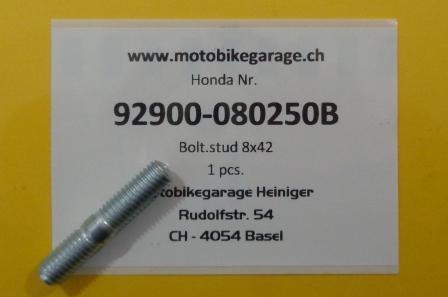 www.motobikegarage.ch
Honda Nr.
92900-080250B
Bolt.stud 8x42
1 pcs.
otobikegarage Heiniger
Rudolfstr. 54
CH - 4054 Basel